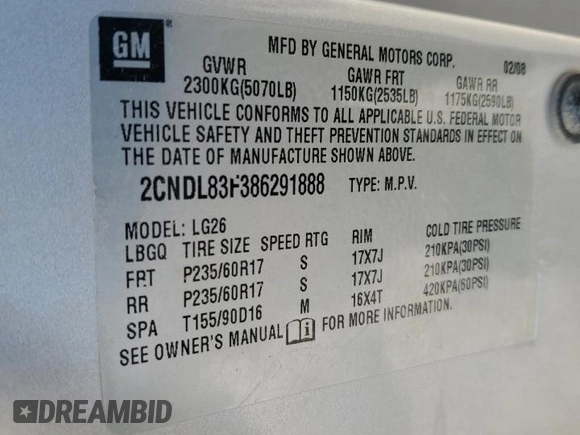 GM
MFD BY GENERAL MOTORS CORP. 02/08
GVWR GAWR FRT GAWR RR
2300KG(5070LB) 1150KG(2535LB) 1175KG(2590LB)
THIS VEHICLE CONFORMS TO ALL APPLICABLE U.S. FEDERAL MOTOR
VEHICLE SAFETY AND THEFT PREVENTION STANDARDS IN EFFECT ON
THE DATE OF MANUFACTURE SHOWN ABOVE.
2CNDL83F386291888 TYPE: M.P.V.
MODEL: LG26
LBGQ TIRE SIZE SPEED RTG RIM COLD TIRE PRESSURE
FRT P235/60R17 S 17X7J 210KPA(30PSI)
RR P235/60R17 S 17X7J 210KPA(30PSI)
SPA T155/90D16 M 16X4T 420KPA(60PSI)
SEE OWNER'S MANUAL FOR MORE INFORMATION.
DREAMBID